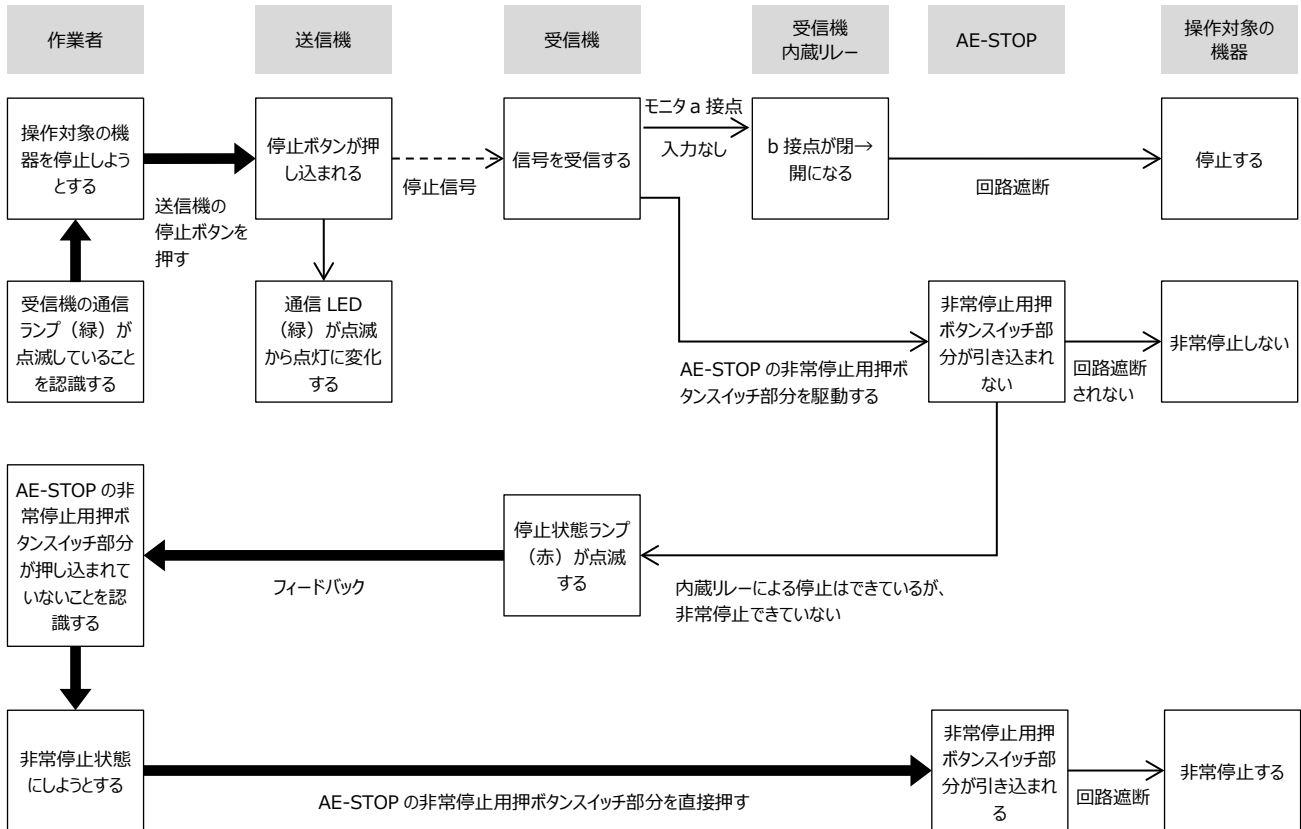 作業者
送信機
受信機
受信機
内蔵リレー
AE-STOP
操作対象の
機器
操作対象の機
器を停止しよう
とする
送信機の
停止ボタンを
押す
停止ボタンが押
し込まれる
停止信号
信号を受信する
モニタ a 接点
入力なし
b 接点が閉→
開になる
回路遮断
停止する
受信機の通信
ランプ（緑）が
点滅していること
を認識する
通信 LED
（緑）が点滅
から点灯に変化
する
AE-STOP の非常停止用押ボ
タンスイッチ部分を駆動する
非常停止用押
ボタンスイッチ部
分が引き込まれ
ない
回路遮断
されない
非常停止しない
AE-STOP の非
常停止用押ボ
タンスイッチ部分
が押し込まれて
いないことを認
識する
フィードバック
停止状態ランプ
（赤）が点滅
する
内蔵リレーによる停止はできているが、
非常停止できていない
非常停止状態
にしようとする
AE-STOP の非常停止用押ボタンスイッチ部分を直接押す
非常停止用押
ボタンスイッチ部
分が引き込まれ
る
回路遮断
非常停止する